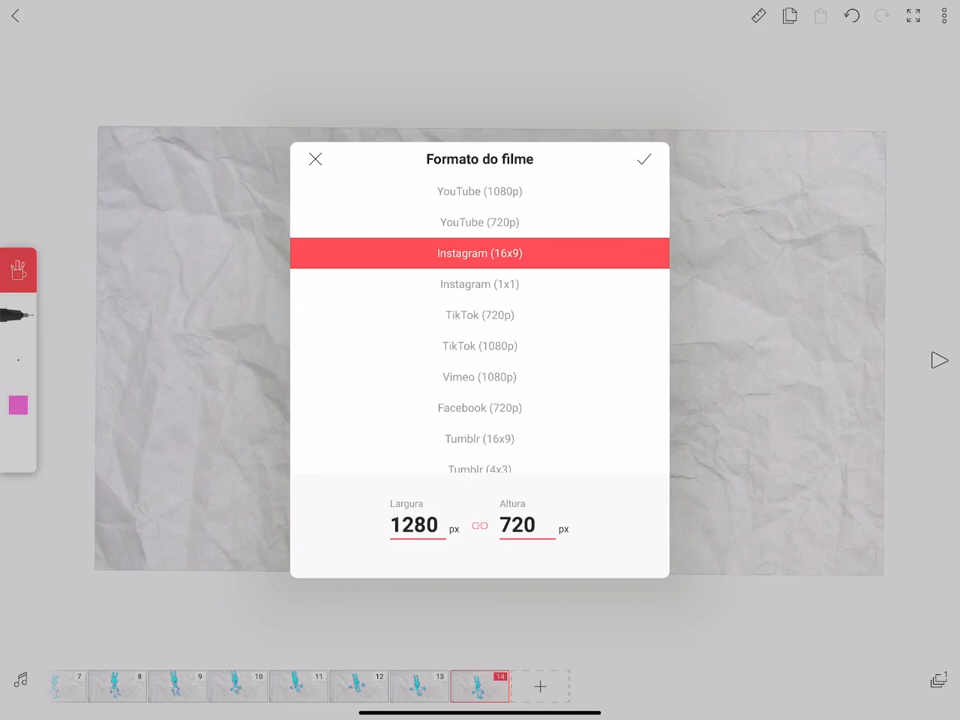 Formato do filme
YouTube (1080p)
YouTube (720p)
Instagram (16x9)
Instagram (1x1)
TikTok (720p)
TikTok (1080p)
Vimeo (1080p)
Facebook (720p)
Tumblr (16x9)
Tumblr (4x3)
Largura Altura
1280 px 720 px
7 8 9 10 11 12 13 14
1